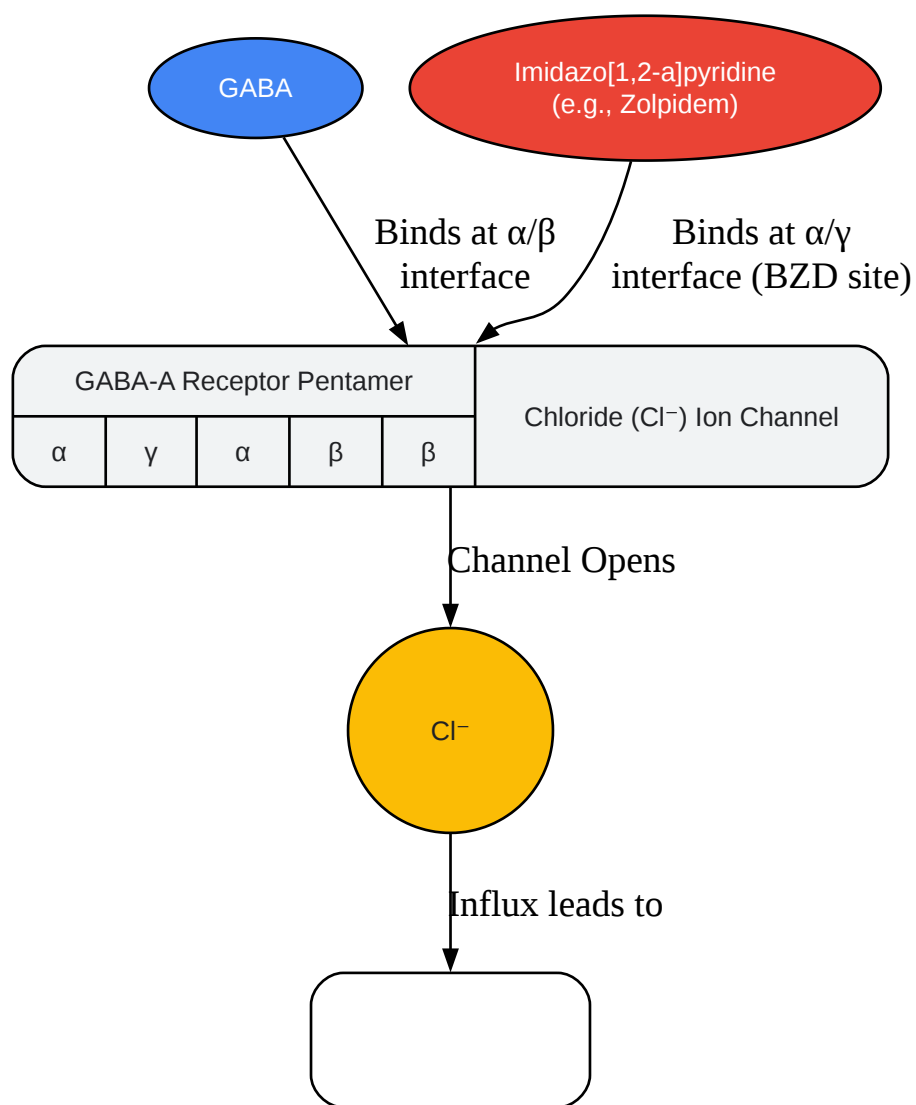 GABA
Imidazo[1,2-a]pyridine
(e.g., Zolpidem)
Binds at α/β
interface
Binds at α/γ
interface (BZD site)
GABA-A Receptor Pentamer
α γ α β β
Chloride (Cl⁻) Ion Channel
Channel Opens
Cl⁻
Influx leads to